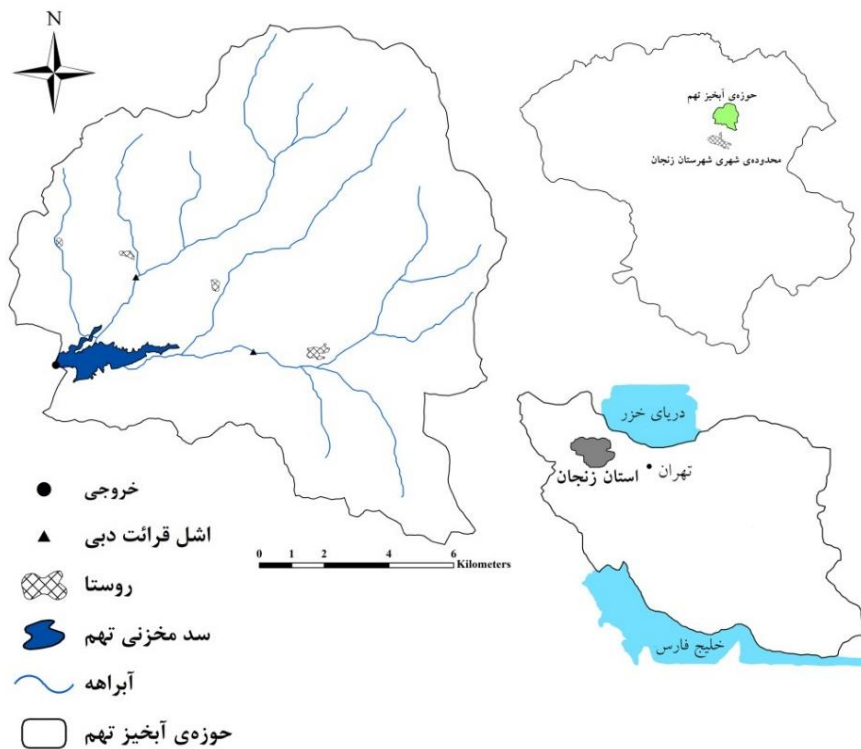 N
حوزه‌ی آبخیز تهم
محدوده‌ی شهری شهرستان زنجان
دریای خزر
تهران
استان زنجان
خلیج فارس
خروجی
اشل قرائت دبی
روستا
سد مخزنی تهم
آبراهه
حوزه‌ی آبخیز تهم
0 1 2 4 6
Kilometers